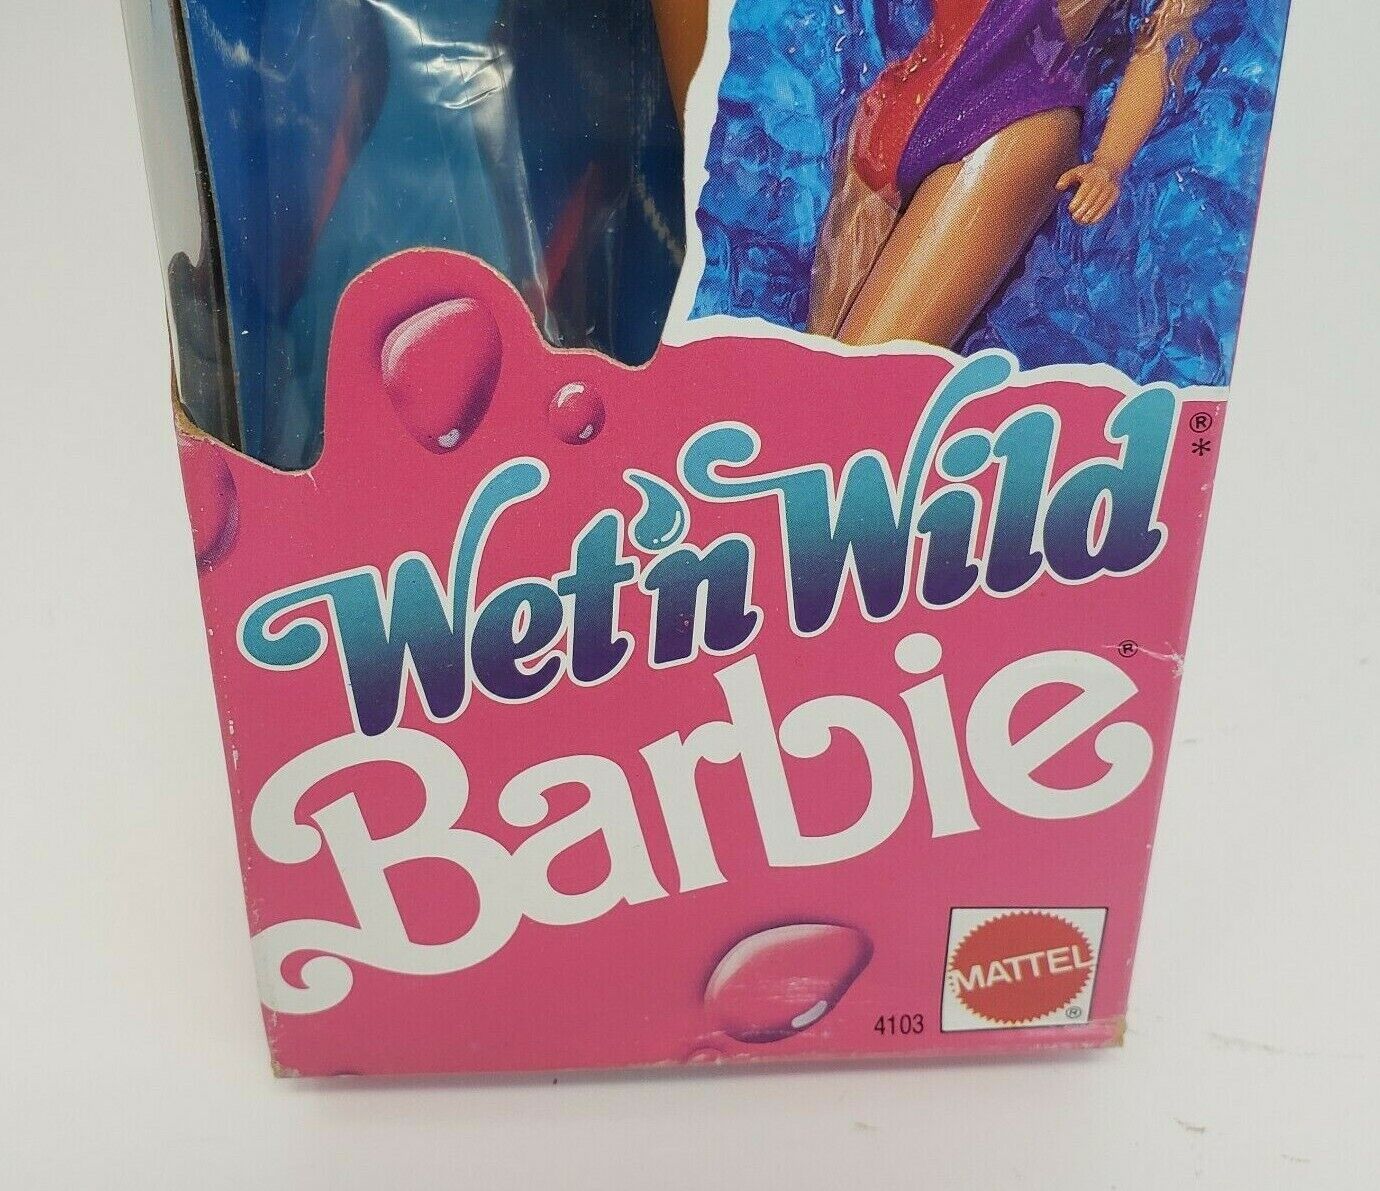 Wet 'n Wild ®
*
Barbie ®
MATTEL ®
4103